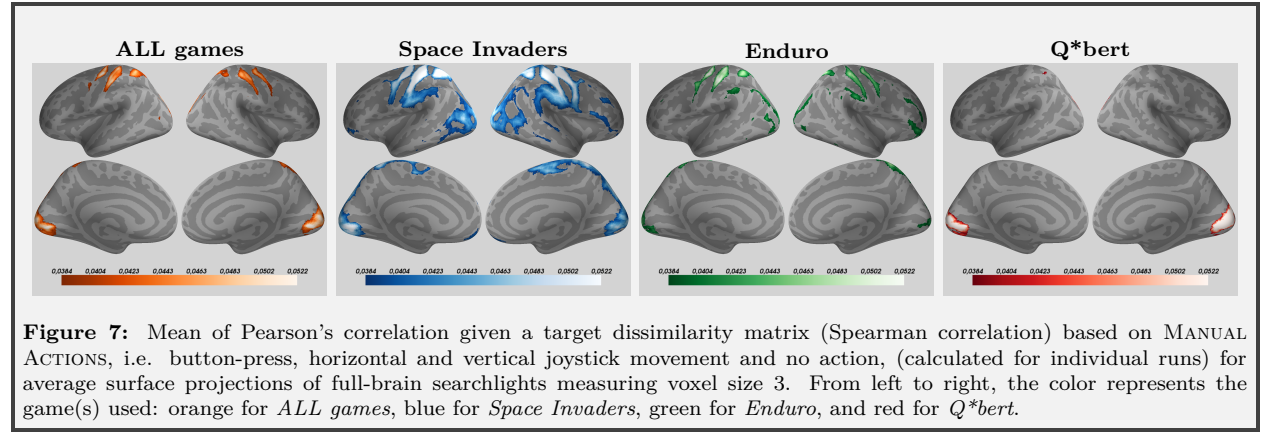 ALL games Space Invaders Enduro Q*bert
0,0384 0,0404 0,0423 0,0443 0,0463 0,0483 0,0502 0,0522 0,0384 0,0404 0,0423 0,0443 0,0463 0,0483 0,0502 0,0522 0,0384 0,0404 0,0423 0,0443 0,0463 0,0483 0,0502 0,0522 0,0384 0,0404 0,0423 0,0443 0,0463 0,0483 0,0502 0,0522
Figure 7: Mean of Pearson's correlation given a target dissimilarity matrix (Spearman correlation) based on MANUAL
ACTIONS, i.e. button-press, horizontal and vertical joystick movement and no action, (calculated for individual runs) for
average surface projections of full-brain searchlights measuring voxel size 3. From left to right, the color represents the
game(s) used: orange for ALL games, blue for Space Invaders, green for Enduro, and red for Q*bert.